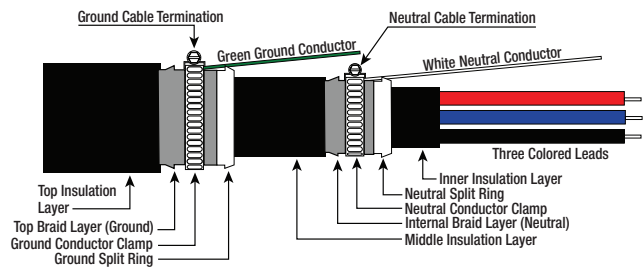 Ground Cable Termination
Neutral Cable Termination
Green Ground Conductor
White Neutral Conductor
Three Colored Leads
Top Insulation
Layer
Inner Insulation Layer
Neutral Split Ring
Neutral Conductor Clamp
Top Braid Layer (Ground)
Internal Braid Layer (Neutral)
Ground Conductor Clamp
Middle Insulation Layer
Ground Split Ring